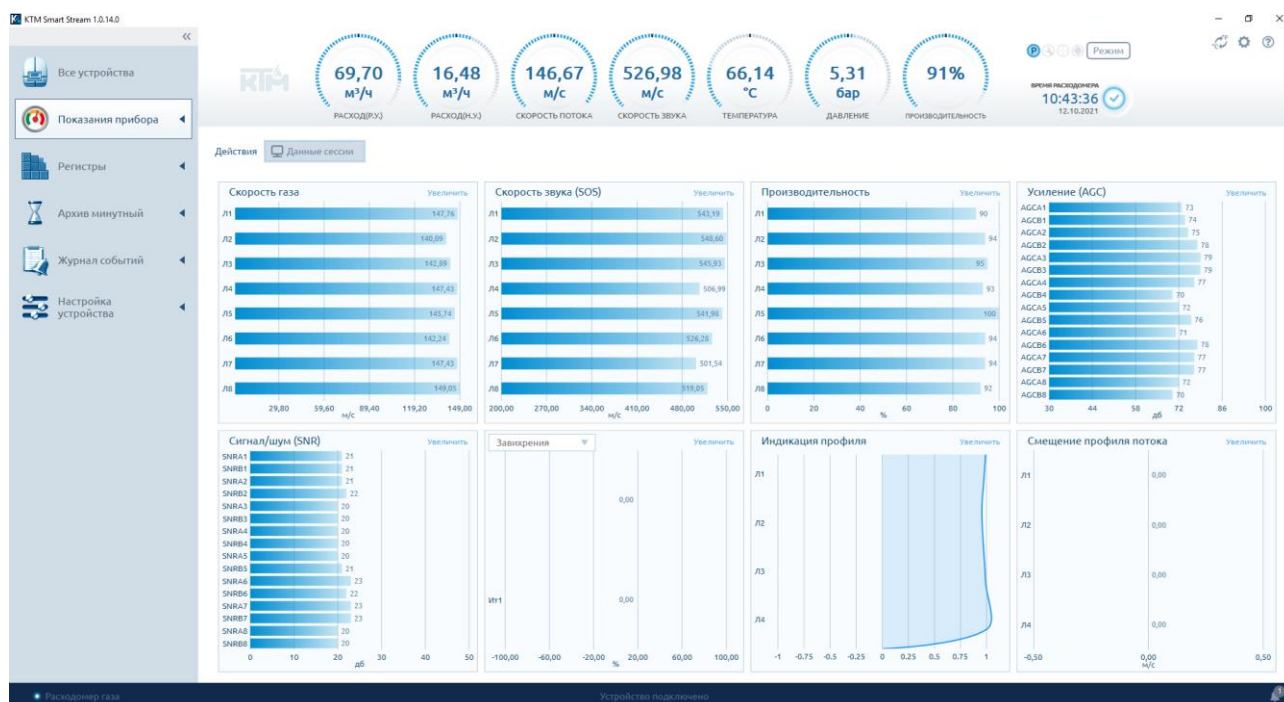 KTM Smart Stream 1.0.14.0
Все устройства
Показания прибора
Регистры
Архив минутный
Журнал событий
Настройка
устройства
КТМ
69,70
м³/ч
РАСХОД(Р.У.)
16,48
м³/ч
РАСХОД(Н.У.)
146,67
м/с
СКОРОСТЬ ПОТОКА
526,98
м/с
СКОРОСТЬ ЗВУКА
66,14
°C
ТЕМПЕРАТУРА
5,31
бар
ДАВЛЕНИЕ
91%
ПРОИЗВОДИТЕЛЬНОСТЬ
P
Режим
ВРЕМЯ РАСХОДОМЕРА
10:43:36
12.10.2021
Действия Данные сессии
Скорость газа Увеличить
Л1 147,76
Л2 140,09
Л3 142,89
Л4 147,43
Л5 145,74
Л6 142,24
Л7 147,43
Л8 149,05
29,80 59,60 89,40 119,20 149,00
м/с
Скорость звука (SOS) Увеличить
Л1 543,19
Л2 548,60
Л3 545,93
Л4 506,99
Л5 541,98
Л6 526,28
Л7 501,54
Л8 519,05
200,00 270,00 340,00 410,00 480,00 550,00
м/с
Производительность Увеличить
Л1 90
Л2 94
Л3 95
Л4 93
Л5 100
Л6 94
Л7 94
Л8 92
0 20 40 60 80 100
%
Усиление (AGC) Увеличить
AGCA1 73
AGCB1 74
AGCA2 75
AGCB2 78
AGCA3 79
AGCB3 79
AGCA4 77
AGCB4 70
AGCA5 72
AGCB5 76
AGCA6 71
AGCB6 78
AGCA7 77
AGCB7 77
AGCA8 72
AGCB8 70
30 44 58 72 86 100
дб
Сигнал/шум (SNR) Увеличить
SNRA1 21
SNRB1 21
SNRA2 21
SNRB2 22
SNRA3 20
SNRB3 20
SNRA4 20
SNRB4 20
SNRA5 20
SNRB5 21
SNRA6 23
SNRB6 22
SNRA7 23
SNRB7 23
SNRA8 20
SNRB8 20
0 10 20 30 40 50
дб
Завихрения Увеличить
0,00
Ит1 0,00
-100,00 -60,00 -20,00 20,00 60,00 100,00
%
Индикация профиля Увеличить
Л1
Л2
Л3
Л4
-1 -0.75 -0.5 -0.25 0 0.25 0.5 0.75 1
Смещение профиля потока Увеличить
Л1 0,00
Л2 0,00
Л3 0,00
Л4 0,00
-0,50 0,00 0,50
м/с
Расходомер газа Устройство подключено